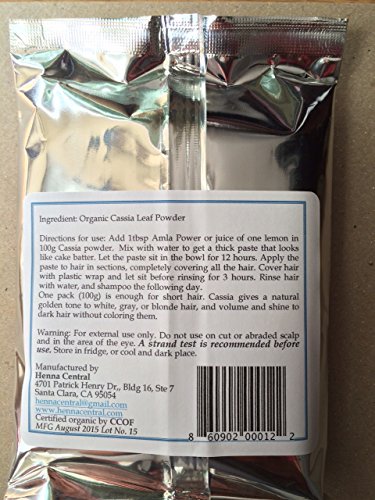 Ingredient: Organic Cassia Leaf Powder
Directions for use: Add 1tbsp Amla Power or juice of one lemon in
100g Cassia powder. Mix with water to get a thick paste that looks
like cake batter. Let the paste sit in the bowl for 12 hours. Apply the
paste to hair in sections, completely covering all the hair. Cover hair
with plastic wrap and let sit before rinsing for 3 hours. Rinse hair
with water, and shampoo the following day.
One pack (100g) is enough for short hair. Cassia gives a natural
golden tone to white, gray, or blonde hair, and volume and shine to
dark hair without coloring them.
Warning: For external use only. Do not use on cut or abraded scalp
and in the area of the eye. A strand test is recommended before
use. Store in fridge, or cool and dark place.
Manufactured by
Henna Central
4701 Patrick Henry Dr., Bldg 16, Ste 7
Santa Clara, CA 95054
hennacentral@gmail.com
www.hennacentral.com
Certified organic by CCOF
MFG August 2015 Lot No. 15
8 60902 00012 2